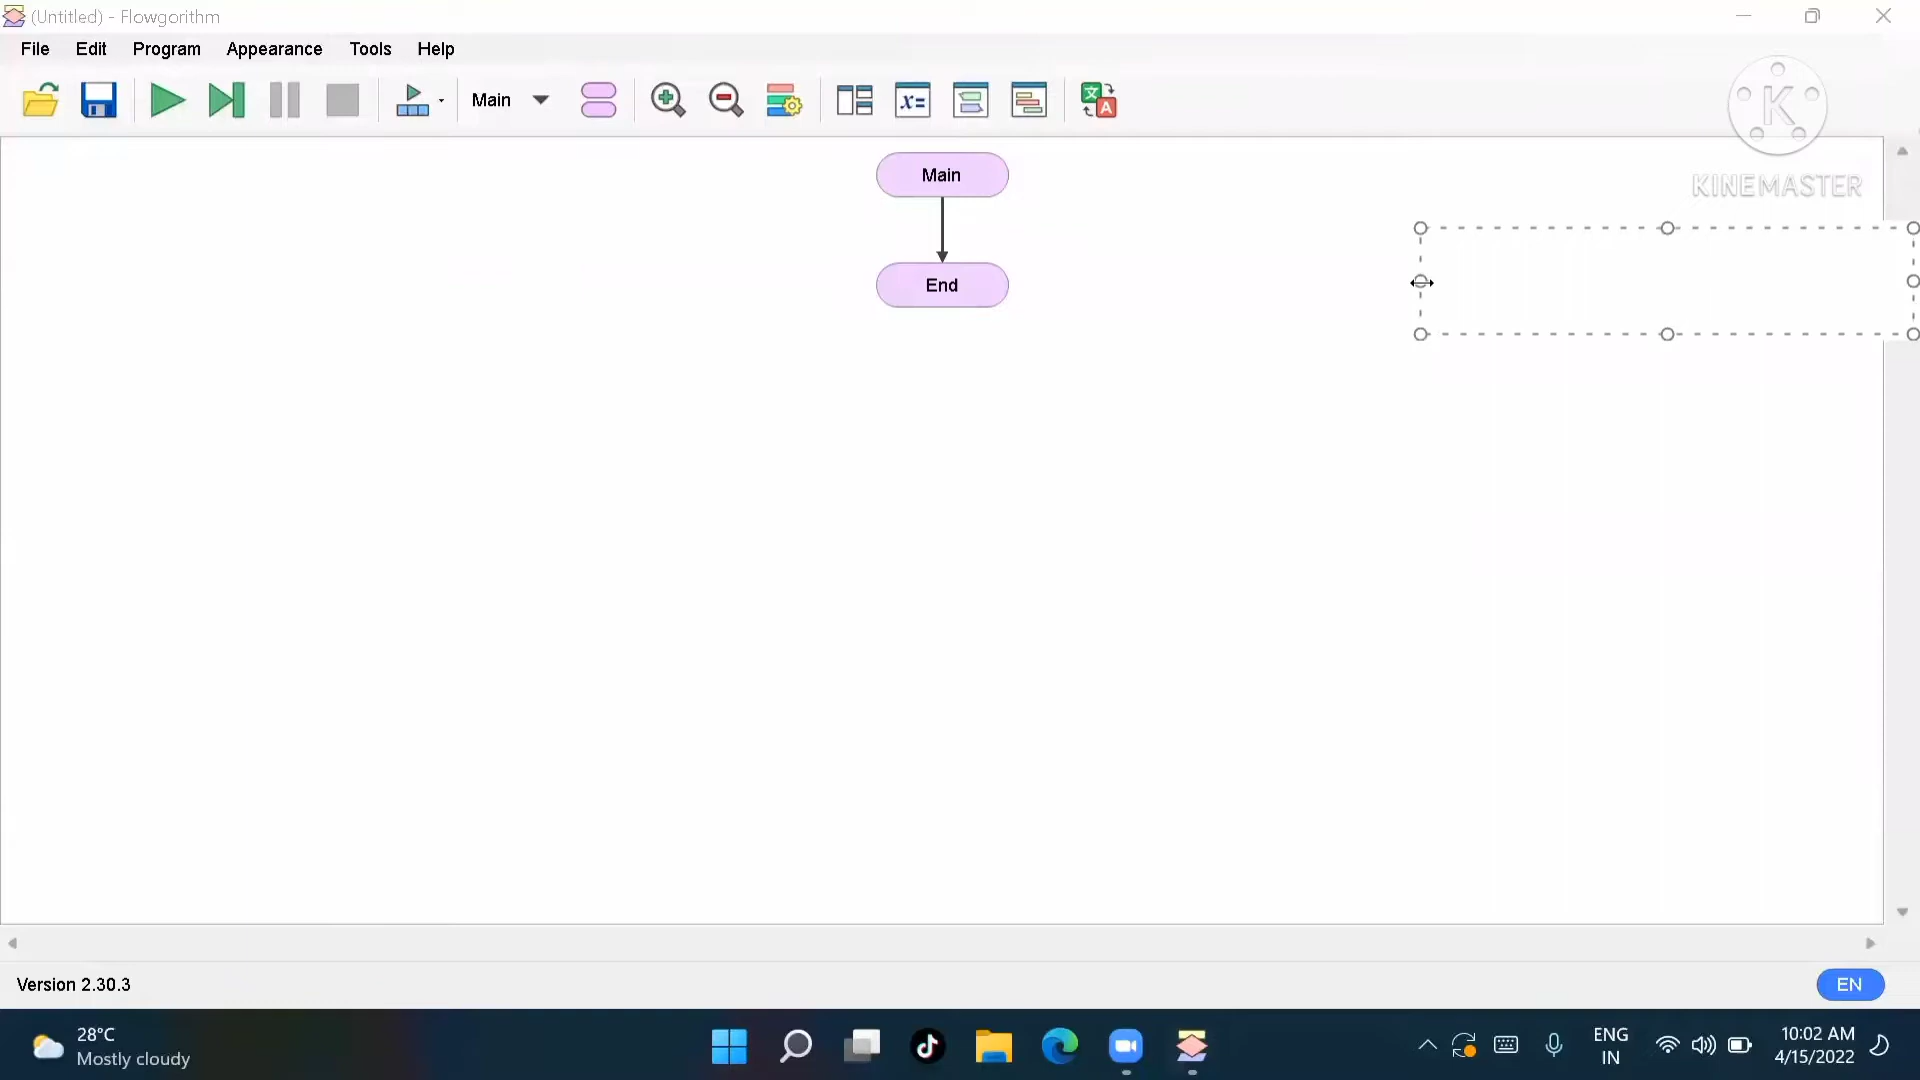 (Untitled) - Flowgorithm
File Edit Program Appearance Tools Help
Main
x=
文 A
K
KINEMASTER
Main
End
Version 2.30.3
EN
28°C
Mostly cloudy
ENG
IN
10:02 AM
4/15/2022